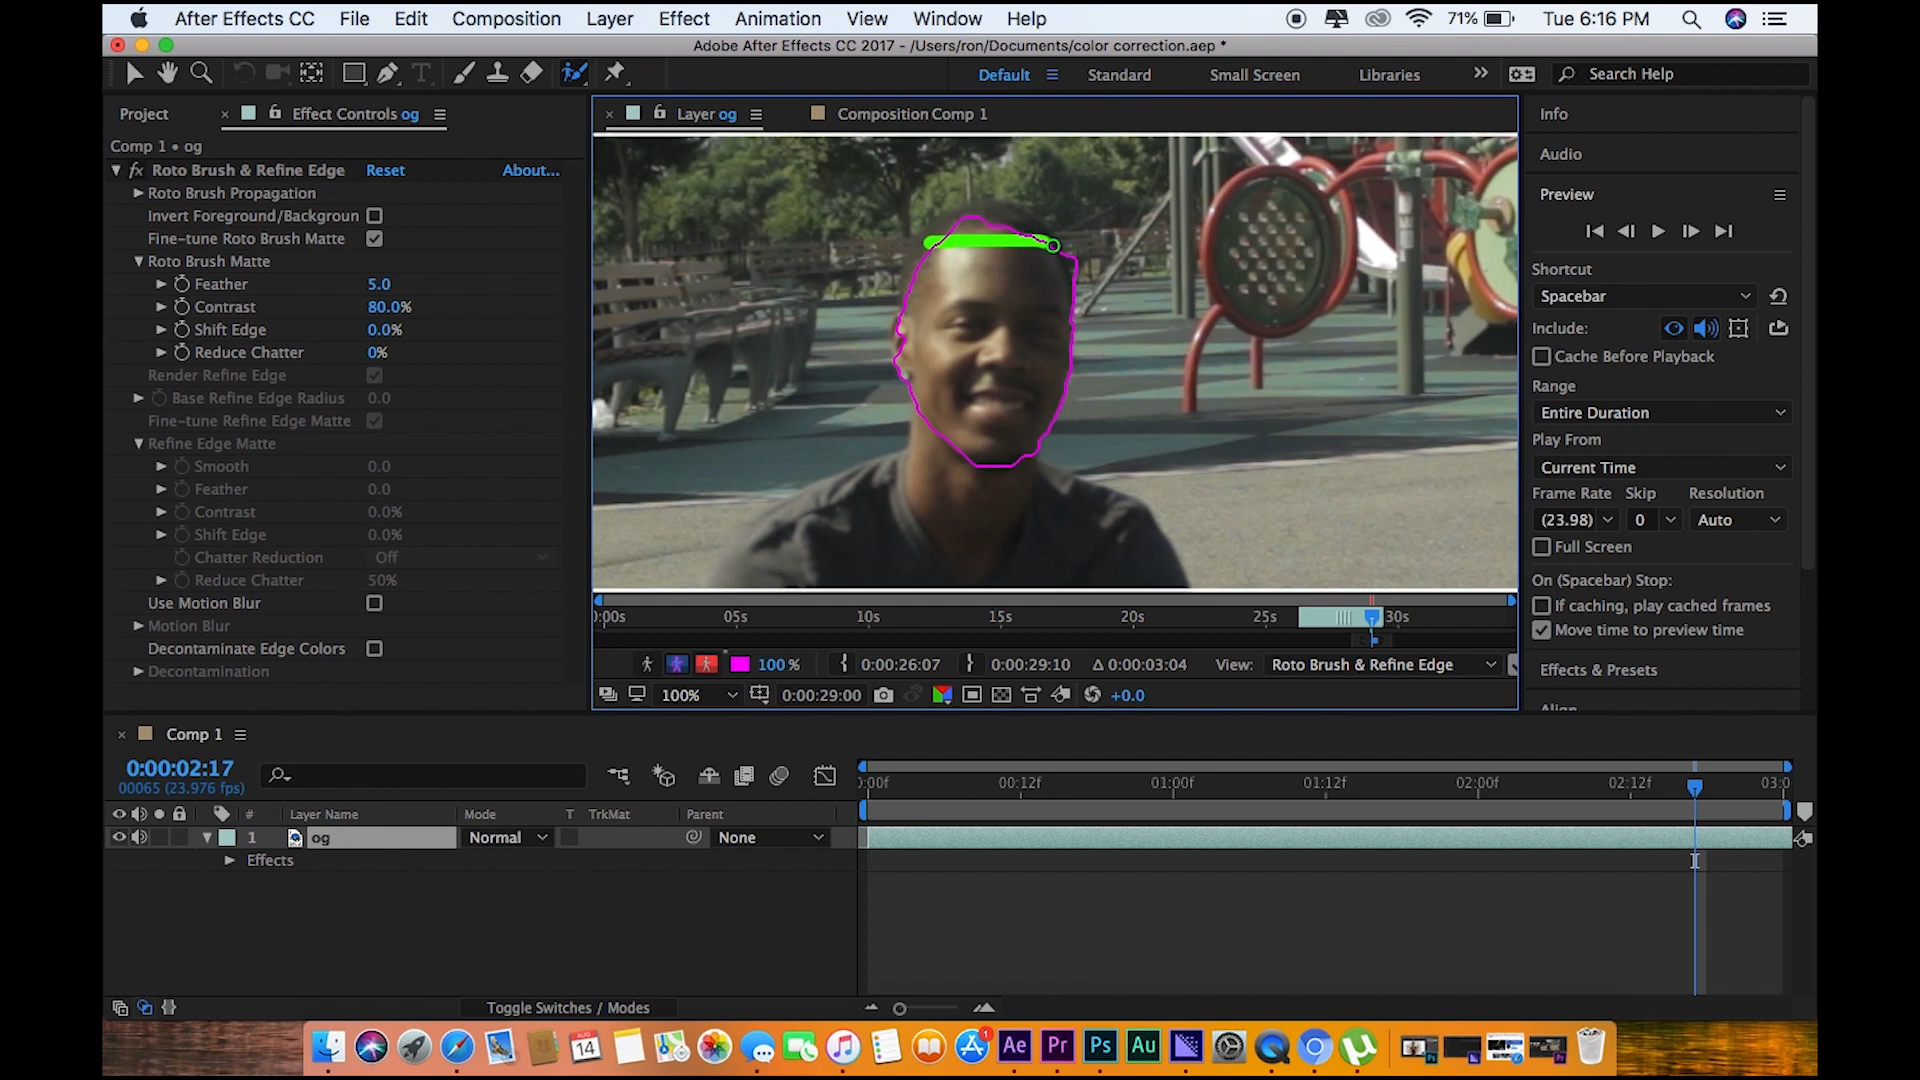 After Effects CC File Edit Composition Layer Effect Animation View Window Help 71% Tue 6:16 PM
Adobe After Effects CC 2017 - /Users/ron/Documents/color correction.aep *
Default Standard Small Screen Libraries Search Help
Project Effect Controls og Layer og Composition Comp 1
Comp 1 • og
fx Roto Brush & Refine Edge Reset About...
Roto Brush Propagation
Invert Foreground/Backgroun
Fine-tune Roto Brush Matte
Roto Brush Matte
Feather 5.0
Contrast 80.0%
Shift Edge 0.0%
Reduce Chatter 0%
Render Refine Edge
Base Refine Edge Radius 0.0
Fine-tune Refine Edge Matte
Refine Edge Matte
Smooth 0.0
Feather 0.0
Contrast 0.0%
Shift Edge 0.0%
Chatter Reduction Off
Reduce Chatter 50%
Use Motion Blur
Motion Blur
Decontaminate Edge Colors
Decontamination
):00s 05s 10s 15s 20s 25s 30s
100 % { 0:00:26:07 } 0:00:29:10 Δ 0:00:03:04 View: Roto Brush & Refine Edge
100% 0:00:29:00 +0.0
Info
Audio
Preview
Shortcut
Spacebar
Include:
Cache Before Playback
Range
Entire Duration
Play From
Current Time
Frame Rate Skip Resolution
(23.98) 0 Auto
Full Screen
On (Spacebar) Stop:
If caching, play cached frames
Move time to preview time
Effects & Presets
Align
Comp 1
0:00:02:17
00065 (23.976 fps)
):00f 00:12f 01:00f 01:12f 02:00f 02:12f 03:0
# Layer Name Mode T TrkMat Parent
1 og Normal None
Effects
Toggle Switches / Modes
AUG 14 1 Ae Pr Ps Au